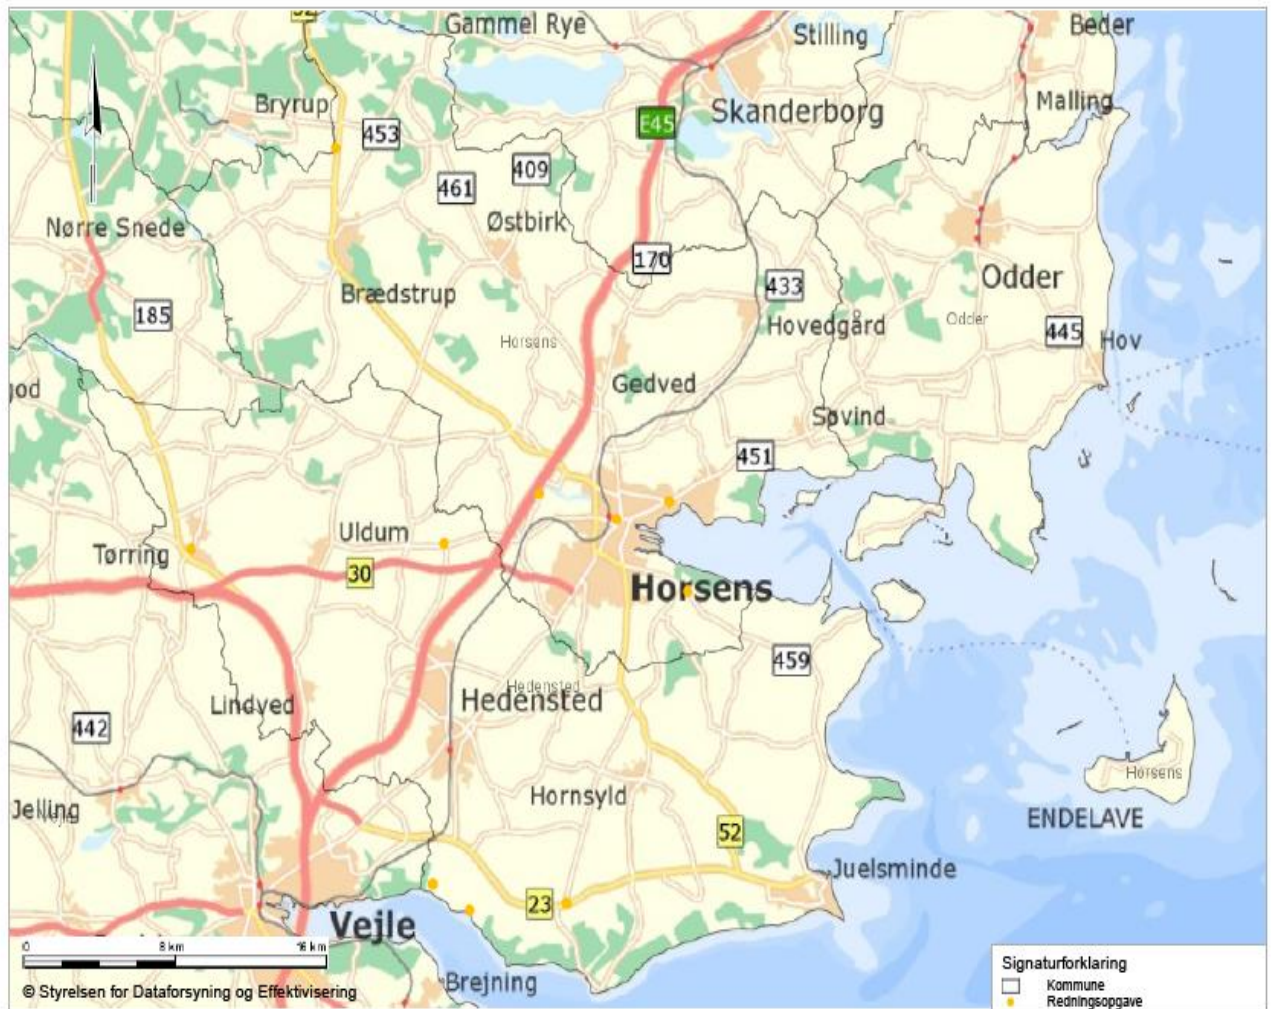 52
Gammel Rye
Stilling
Beder
Bryrup
453
E45
Skanderborg
Malling
409
461
Østbirk
Nørre Snede
170
433
Odder
Brædstrup
185
Hovedgård
Odder
445
Hov
Horsens
Gedved
Søvind
451
Uldum
Tørring
30
Horsens
459
Hedensted
Hedensted
Lindved
442
Horsens
Jelling
Hornsyld
ENDELAVE
52
Juelsminde
23
Vejle
0 8 km 16 km
Brejning
© Styrelsen for Dataforsyning og Effektivisering
Signaturforklaring
Kommune
Redningsopgave